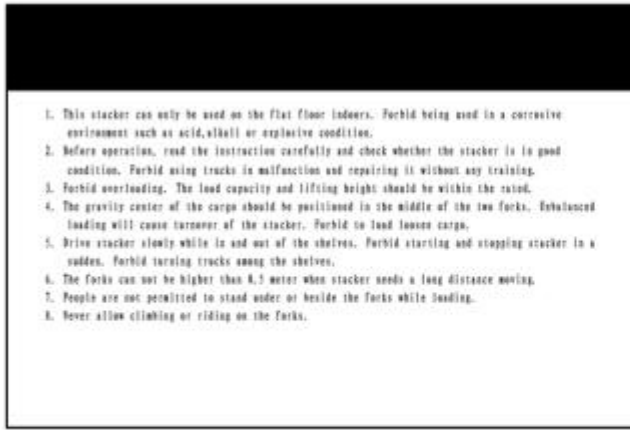 1. This stacker can only be used on the flat floor indoors. Forbid being used in a corrosive
environment such as acid,alkali or explosive condition.
2. Before operation, read the instruction carefully and check whether the stacker is in good
condition. Forbid using trucks in malfunction and repairing it without any training.
3. Forbid overloading. The load capacity and lifting height should be within the rated.
4. The gravity center of the cargo should be positioned in the middle of the two forks. Unbalanced
loading will cause turnover of the stacker. Forbid to load loosen cargo.
5. Drive stacker slowly while in and out of the shelves. Forbid starting and stopping stacker in a
sudden. Forbid turning trucks among the shelves.
6. The forks can not be higher than 0.5 meter when stacker needs a long distance moving.
7. People are not permitted to stand under or beside the forks while loading.
8. Never allow climbing or riding on the forks.